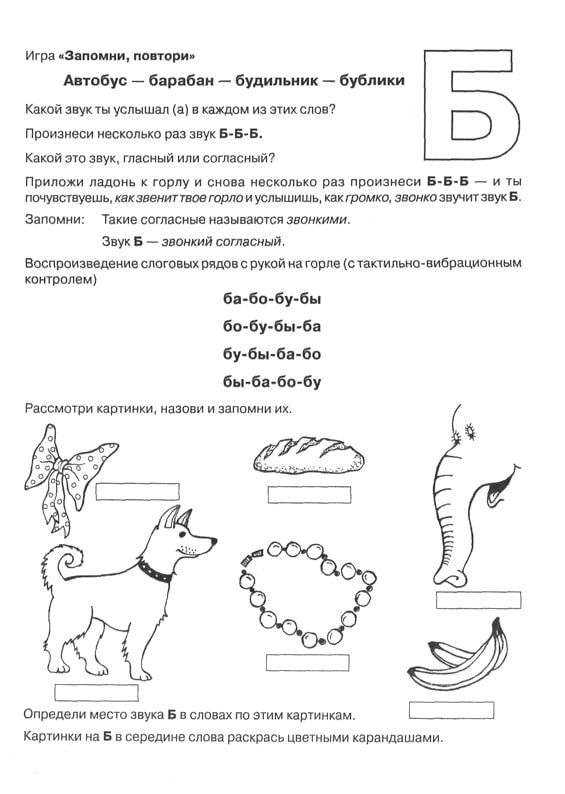 Игра «Запомни, повтори»
Автобус — барабан — будильник — бублики
Б
Какой звук ты услышал (а) в каждом из этих слов?
Произнеси несколько раз звук Б-Б-Б.
Какой это звук, гласный или согласный?
Приложи ладонь к горлу и снова несколько раз произнеси Б-Б-Б — и ты
почувствуешь, как звенит твое горло и услышишь, как громко, звонко звучит звук Б.
Запомни: Такие согласные называются звонкими.
Звук Б — звонкий согласный.
Воспроизведение слоговых рядов с рукой на горле (с тактильно-вибрационным
контролем)
ба-бо-бу-бы
бо-бу-бы-ба
бу-бы-ба-бо
бы-ба-бо-бу
Рассмотри картинки, назови и запомни их.
Определи место звука Б в словах по этим картинкам.
Картинки на Б в середине слова раскрась цветными карандашами.